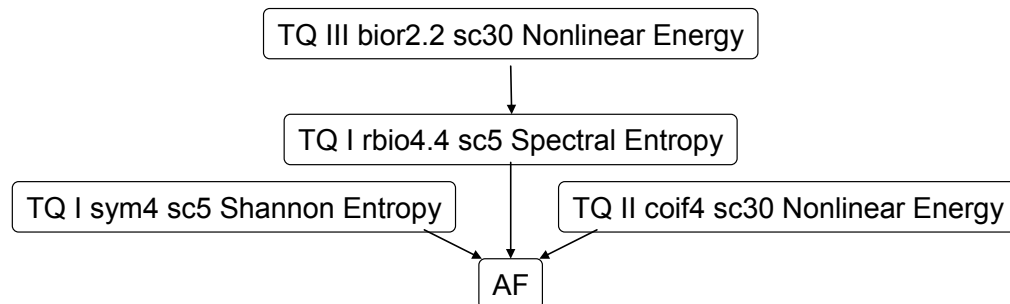 TQ III bior2.2 sc30 Nonlinear Energy
TQ I rbio4.4 sc5 Spectral Entropy
TQ I sym4 sc5 Shannon Entropy
TQ II coif4 sc30 Nonlinear Energy
AF